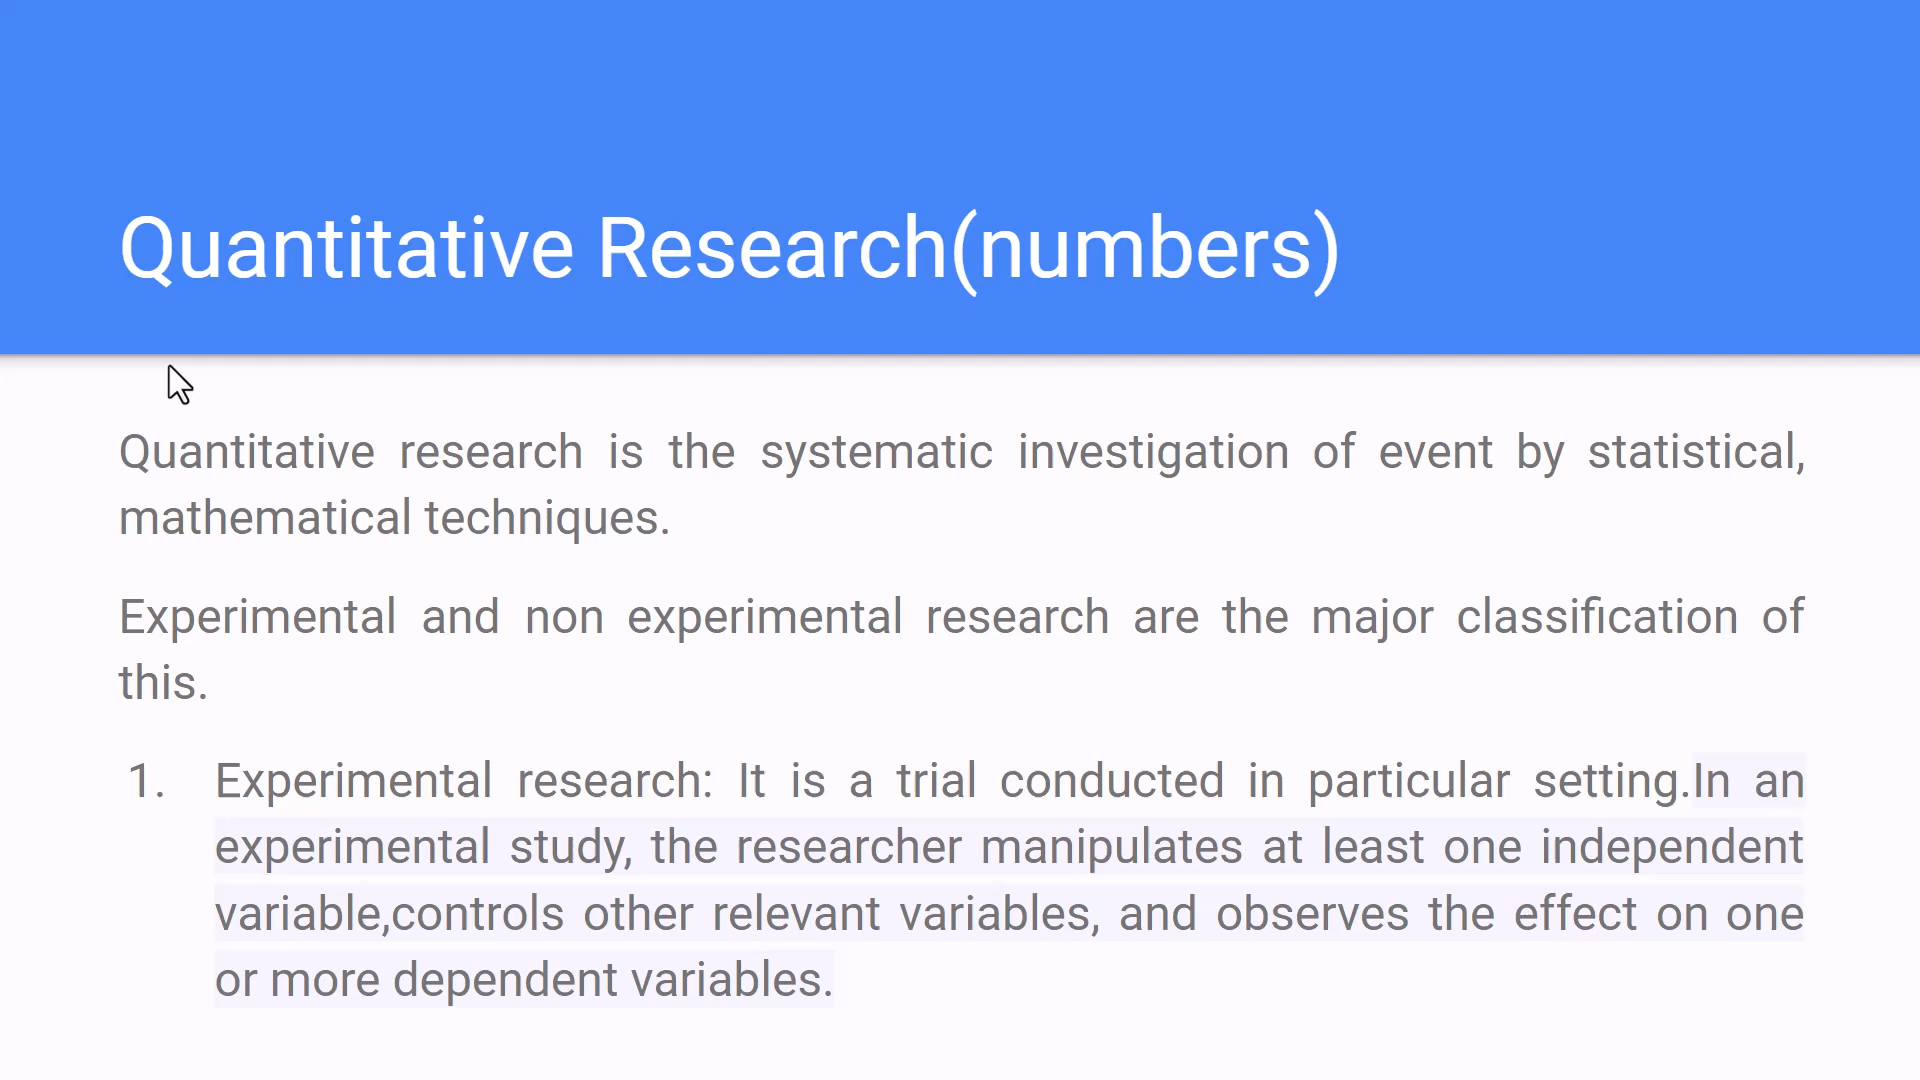 Quantitative Research(numbers)
Quantitative research is the systematic investigation of event by statistical,
mathematical techniques.
Experimental and non experimental research are the major classification of
this.
1. Experimental research: It is a trial conducted in particular setting.In an
experimental study, the researcher manipulates at least one independent
variable,controls other relevant variables, and observes the effect on one
or more dependent variables.